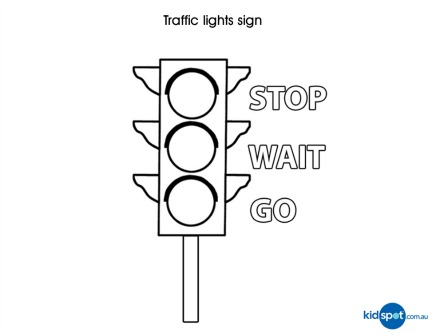 Traffic lights sign
STOP
WAIT
GO
kidspot.com.au